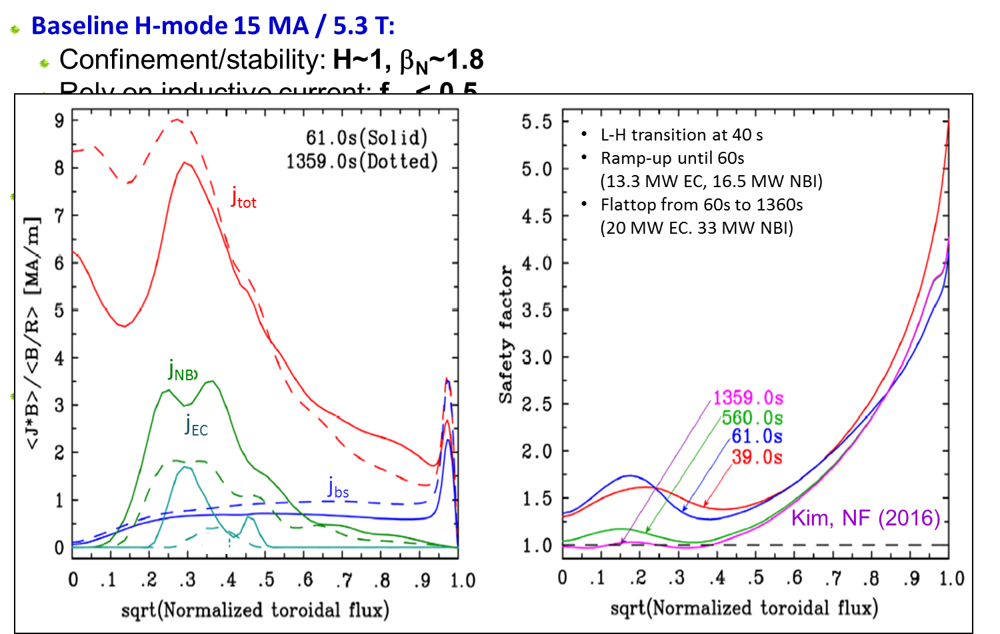 Baseline H-mode 15 MA / 5.3 T:
Confinement/stability: H~1, βN~1.8
Rely on inductive current: f < 0.5
9
8
7
6
5
4
3
2
1
0
<J*B>/<B/R> [MA/m]
61.0s(Solid)
1359.0s(Dotted)
jtot
jNB)
jEC
jbs
0 .1 .2 .3 .4 .5 .6 .7 .8 .9 1.0
sqrt(Normalized toroidal flux)
5.5
5.0
4.5
4.0
3.5
3.0
2.5
2.0
1.5
1.0
Safety factor
• L-H transition at 40 s
• Ramp-up until 60s
(13.3 MW EC, 16.5 MW NBI)
• Flattop from 60s to 1360s
(20 MW EC. 33 MW NBI)
1359.0s
560.0s
61.0s
39.0s
Kim, NF (2016)
0 .1 .2 .3 .4 .5 .6 .7 .8 .9 1.0
sqrt(Normalized toroidal flux)